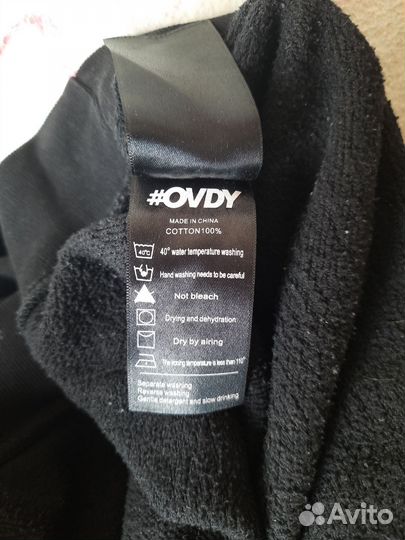 #OVDY
MADE IN CHINA
COTTON100%
40°C
40° water temperature washing
Hand washing needs to be careful
Not bleach
Drying and dehydration
Dry by airing
The ironing temperature is less than 110°
Separate washing
Reverse washing
Gentle detergent and slow drinking
Avito